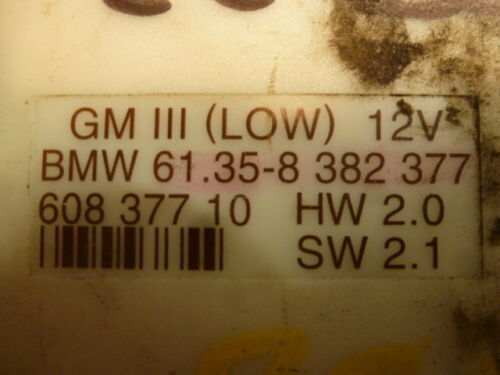 GM III (LOW) 12V
BMW 61.35-8 382 377
608 377 10 HW 2.0
SW 2.1